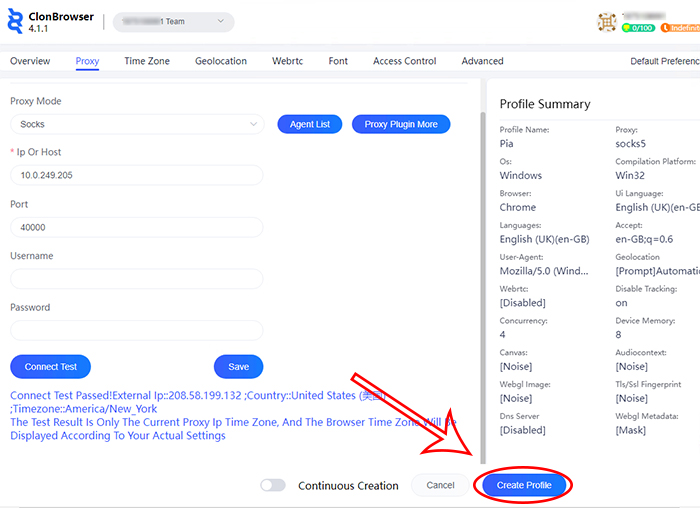 ClonBrowser
4.1.1
1 Team
0/100
Indefinit
Overview Proxy Time Zone Geolocation Webrtc Font Access Control Advanced Default Preferenc
Proxy Mode
Socks
Agent List
Proxy Plugin More
* Ip Or Host
10.0.249.205
Port
40000
Username
Password
Connect Test
Save
Connect Test Passed!External Ip::208.58.199.132 ;Country::United States (美国)
;Timezone::America/New_York
The Test Result Is Only The Current Proxy Ip Time Zone, And The Browser Time Zone Will Be
Displayed According To Your Actual Settings
Profile Summary
Profile Name: Proxy:
Pia socks5
Os: Compilation Platform:
Windows Win32
Browser: Ui Language:
Chrome English (UK)(en-GB)
Languages: Accept:
English (UK)(en-GB) en-GB;q=0.6
User-Agent: Geolocation
Mozilla/5.0 (Wind... [Prompt]Automatic
Webrtc: Disable Tracking:
[Disabled] on
Concurrency: Device Memory:
4 8
Canvas: Audiocontext:
[Noise] [Noise]
Webgl Image: Tls/Ssl Fingerprint
[Noise] [Noise]
Dns Server Webgl Metadata:
[Disabled] [Mask]
Continuous Creation
Cancel
Create Profile